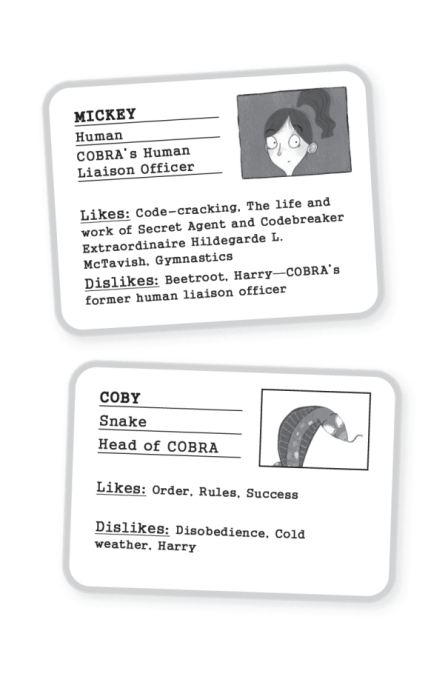 MICKEY
Human
COBRA's Human
Liaison Officer
Likes: Code-cracking, The life and
work of Secret Agent and Codebreaker
Extraordinaire Hildegarde L.
McTavish, Gymnastics
Dislikes: Beetroot, Harry—COBRA's
former human liaison officer
COBY
Snake
Head of COBRA
Likes: Order, Rules, Success
Dislikes: Disobedience, Cold
weather, Harry